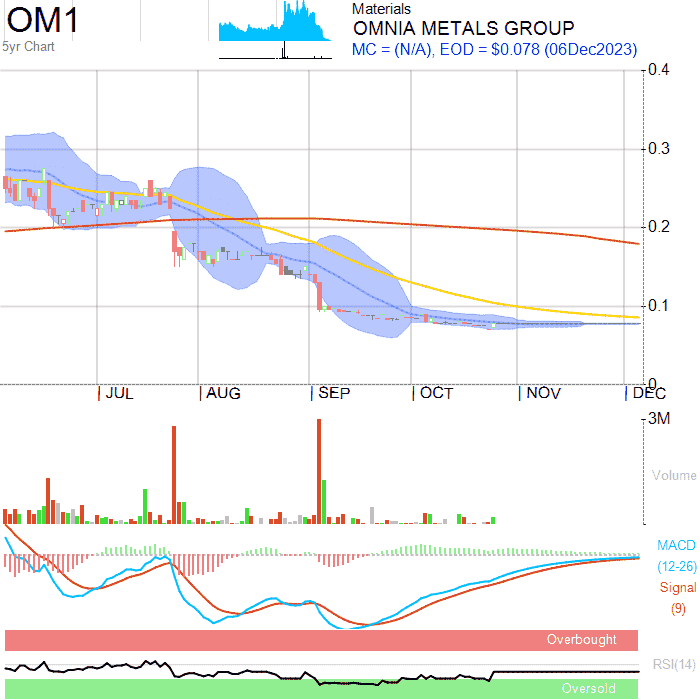 OM1
5yr Chart
Materials
OMNIA METALS GROUP
MC = (N/A), EOD = $0.078 (06Dec2023)
0.4
0.3
0.2
0.1
0
JUL AUG SEP OCT NOV DEC
3M
Volume
MACD
(12-26)
Signal
(9)
Overbought
RSI(14)
Oversold